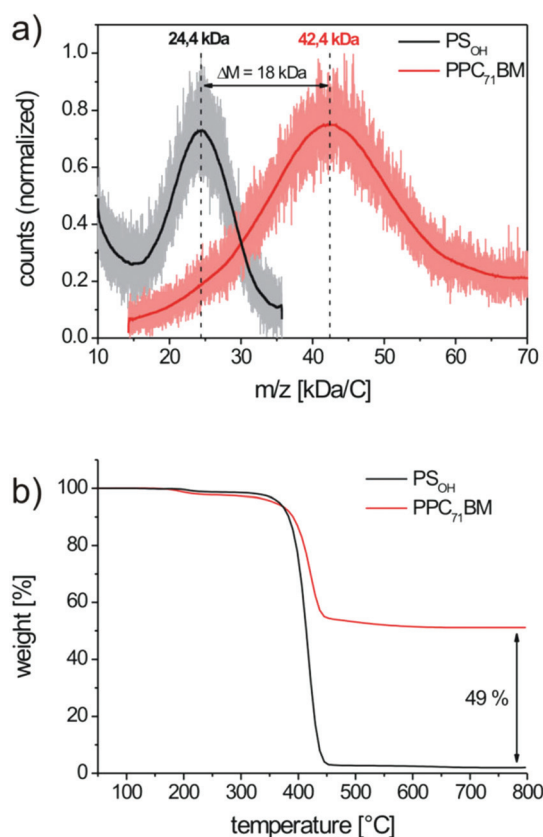 a)
24,4 kDa
42,4 kDa
PS_OH
PPC_71BM
ΔM = 18 kDa
counts (normalized)
1.0
0.8
0.6
0.4
0.2
0.0
10 20 30 40 50 60 70
m/z [kDa/C]
b)
PS_OH
PPC_71BM
weight [%]
100
80
60
40
20
0
49 %
100 200 300 400 500 600 700 800
temperature [°C]